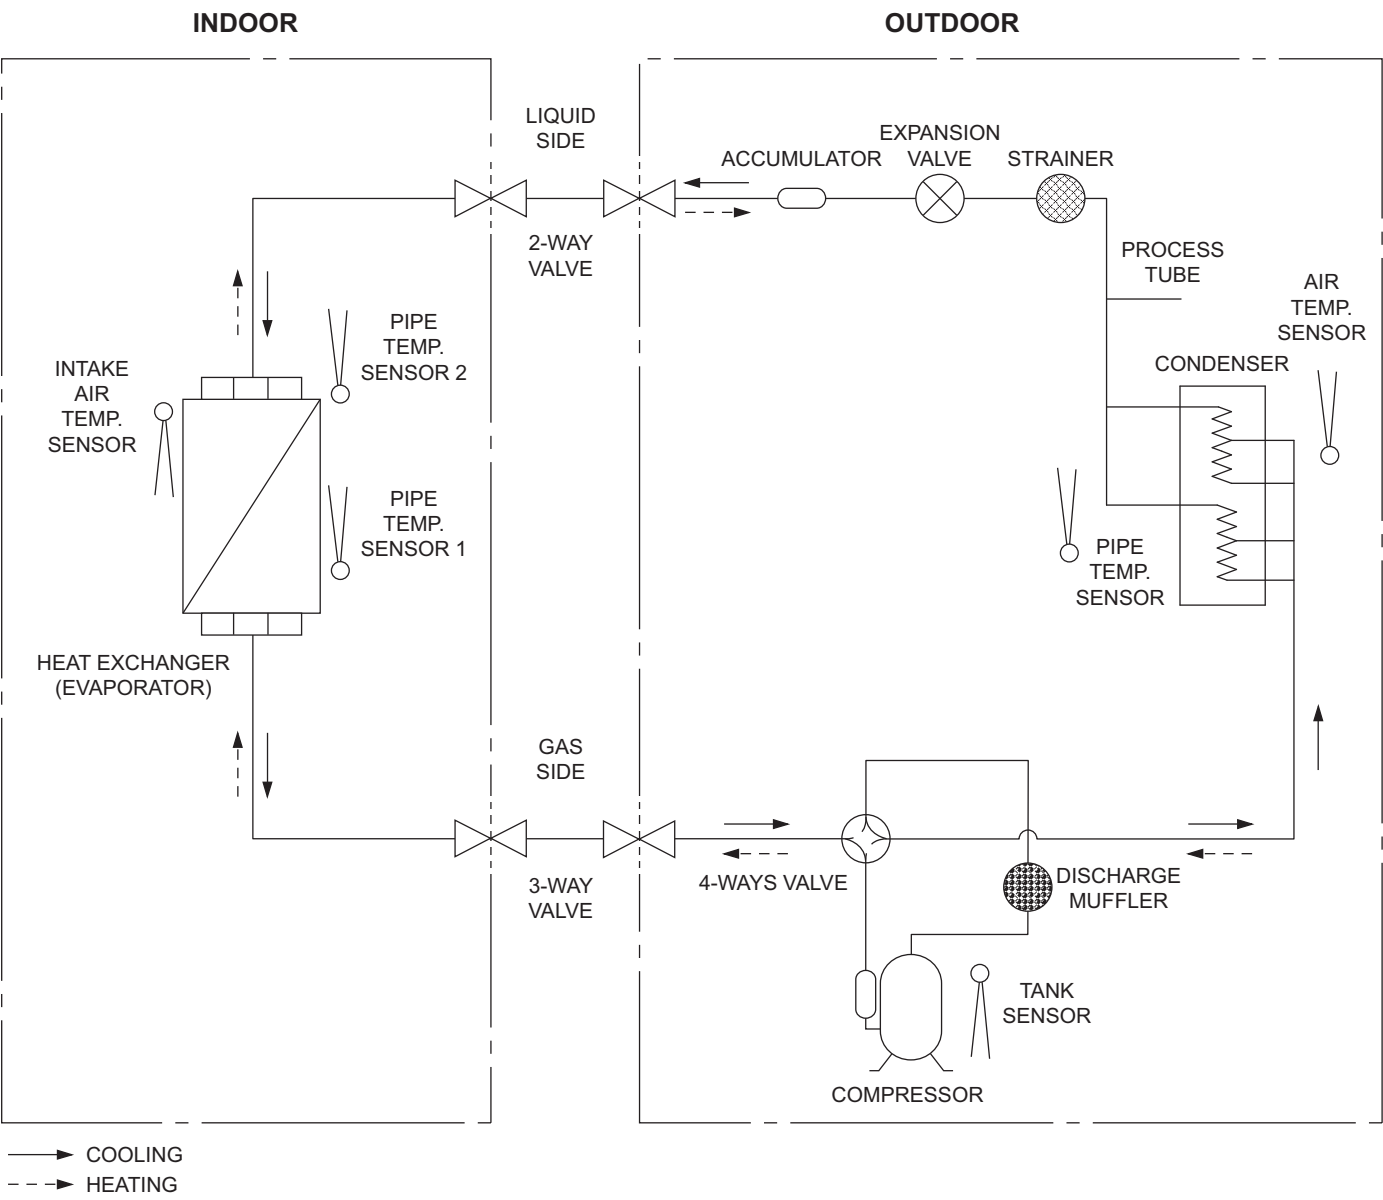 INDOOR
OUTDOOR
LIQUID
SIDE
2-WAY
VALVE
ACCUMULATOR
EXPANSION
VALVE
STRAINER
PROCESS
TUBE
AIR
TEMP.
SENSOR
CONDENSER
PIPE
TEMP.
SENSOR 2
INTAKE
AIR
TEMP.
SENSOR
PIPE
TEMP.
SENSOR 1
PIPE
TEMP.
SENSOR
HEAT EXCHANGER
(EVAPORATOR)
GAS
SIDE
3-WAY
VALVE
4-WAYS VALVE
DISCHARGE
MUFFLER
TANK
SENSOR
COMPRESSOR
COOLING
HEATING